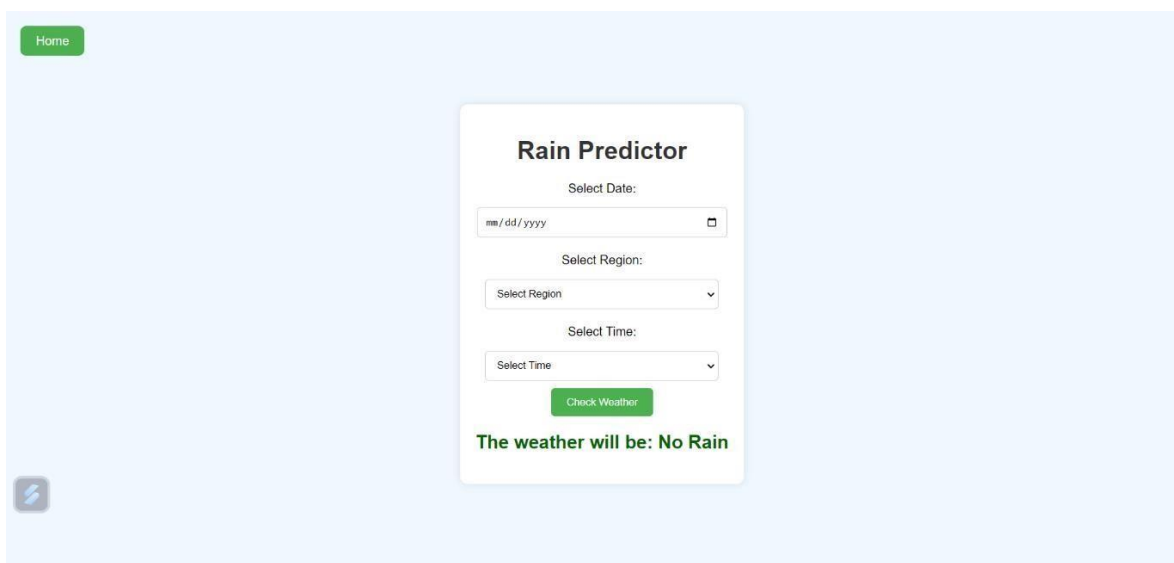 Home
Rain Predictor
Select Date:
mm/dd/yyyy
Select Region:
Select Region
Select Time:
Select Time
Check Weather
The weather will be: No Rain